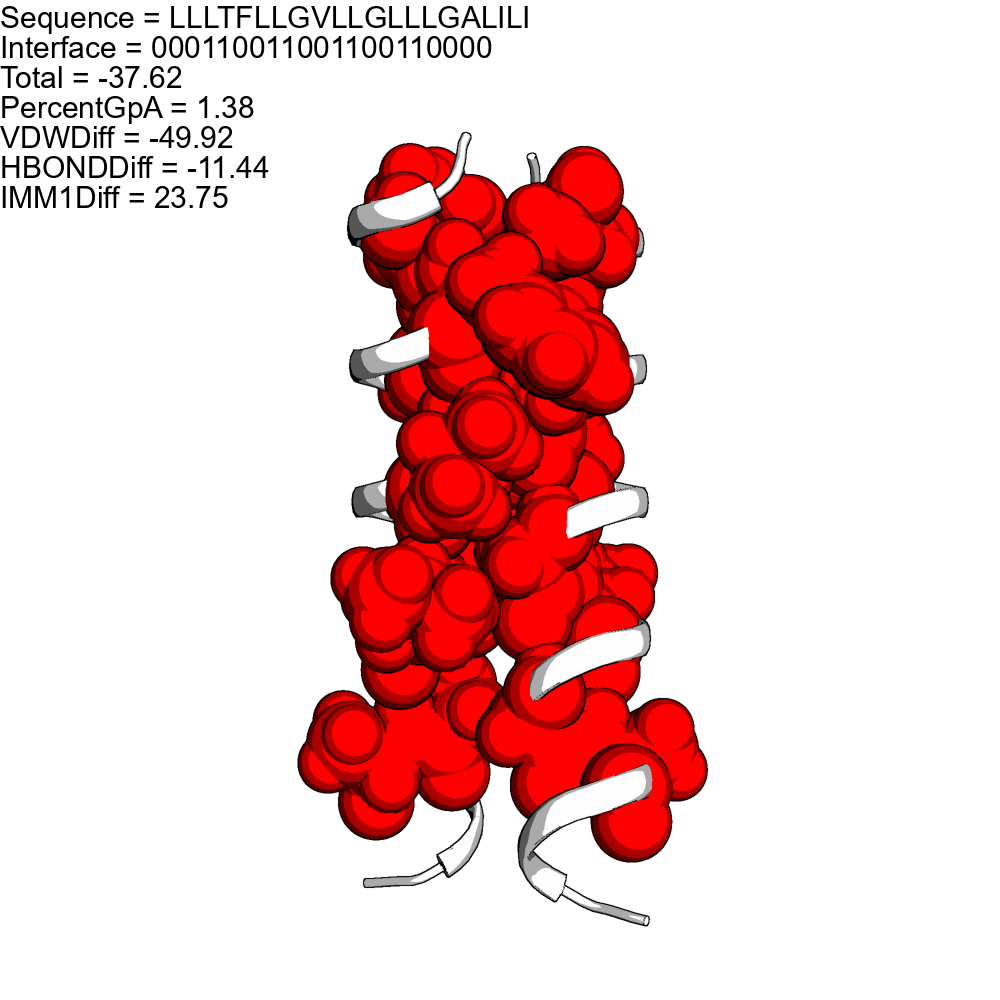 Sequence = LLLTFLLGVLLGLLLGALILI
Interface = 000110011001100110000
Total = -37.62
PercentGpA = 1.38
VDWDiff = -49.92
HBONDDiff = -11.44
IMM1Diff = 23.75